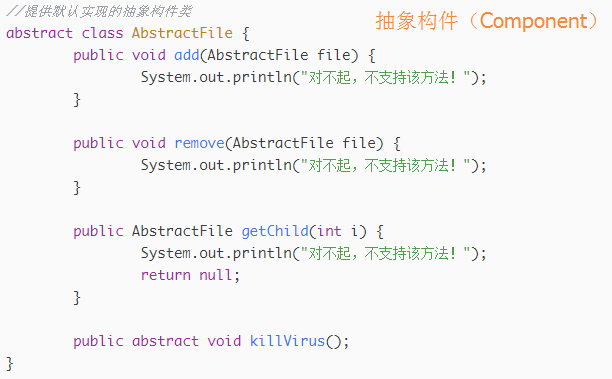 //提供默认实现的抽象构件类
抽象构件（Component）
abstract class AbstractFile {
public void add(AbstractFile file) {
System.out.println("对不起，不支持该方法！");
}
public void remove(AbstractFile file) {
System.out.println("对不起，不支持该方法！");
}
public AbstractFile getChild(int i) {
System.out.println("对不起，不支持该方法！");
return null;
}
public abstract void killVirus();
}